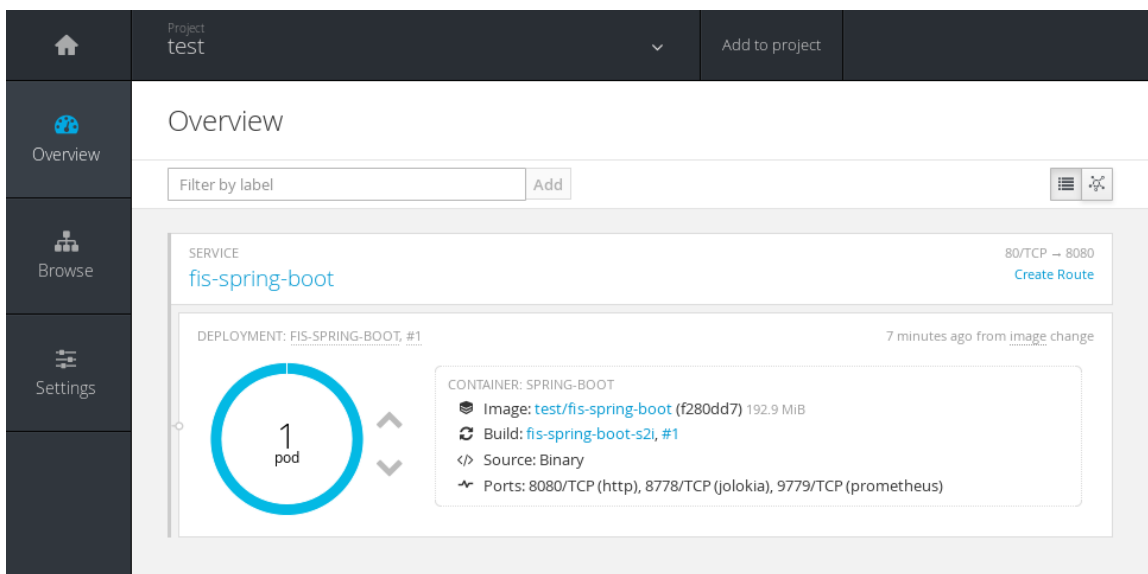 Project
test
Add to project
Overview
Overview
Filter by label
Add
Browse
SERVICE
80/TCP → 8080
fis-spring-boot
Create Route
Settings
DEPLOYMENT: FIS-SPRING-BOOT, #1
7 minutes ago from image change
1
pod
CONTAINER: SPRING-BOOT
Image: test/fis-spring-boot (f280dd7) 192.9 MiB
Build: fis-spring-boot-s2i, #1
Source: Binary
Ports: 8080/TCP (http), 8778/TCP (jolokia), 9779/TCP (prometheus)